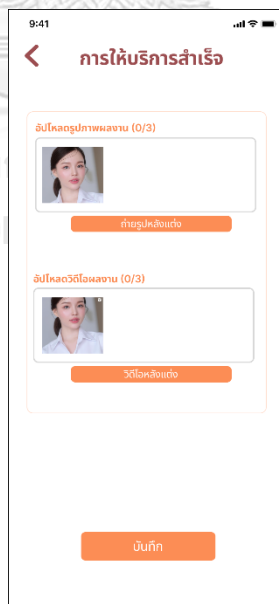 9:41
การให้บริการสำเร็จ
อัปโหลดรูปภาพผลงาน (0/3)
ถ่ายรูปหลังแต่ง
อัปโหลดวิดีโอผลงาน (0/3)
วิดีโอหลังแต่ง
บันทึก